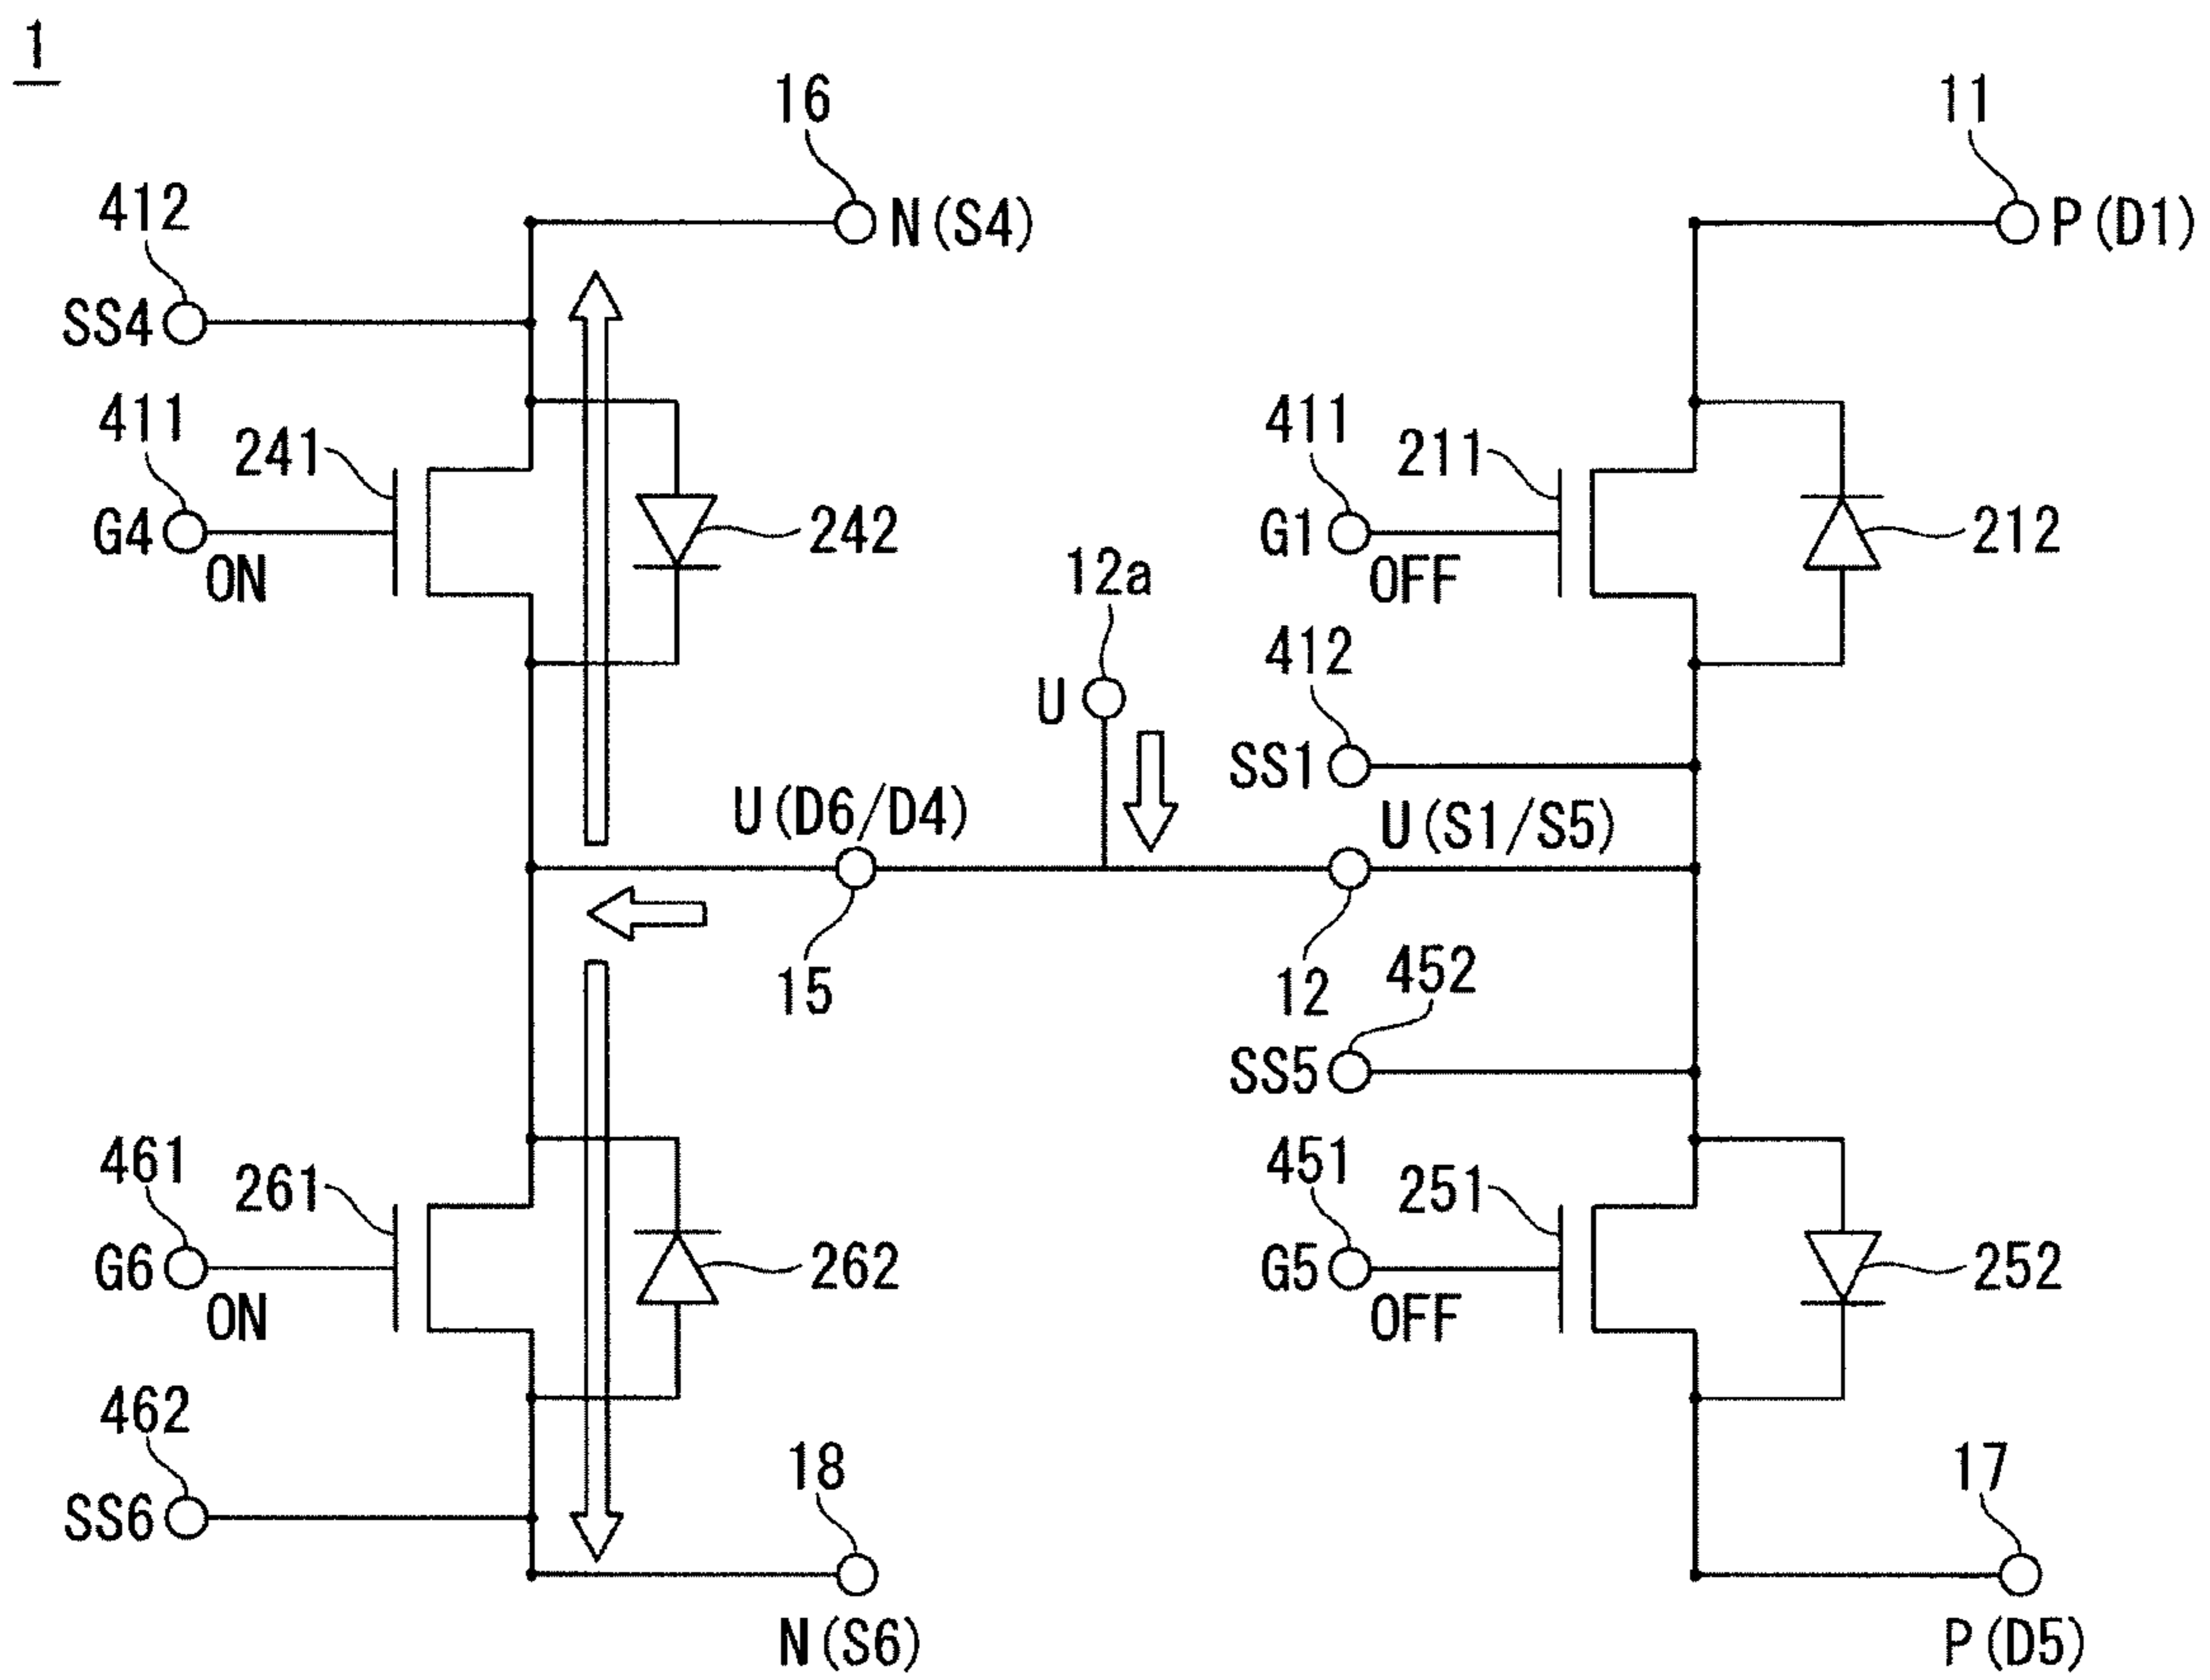 1
16
11
N(S4)
P(D1)
412
SS4
411
241
G4
ON
242
411
211
G1
OFF
212
12a
U
412
SS1
U(D6/D4)
U(S1/S5)
15
12
452
SS5
461
261
G6
ON
262
451
251
G5
OFF
252
462
SS6
18
17
N(S6)
P(D5)